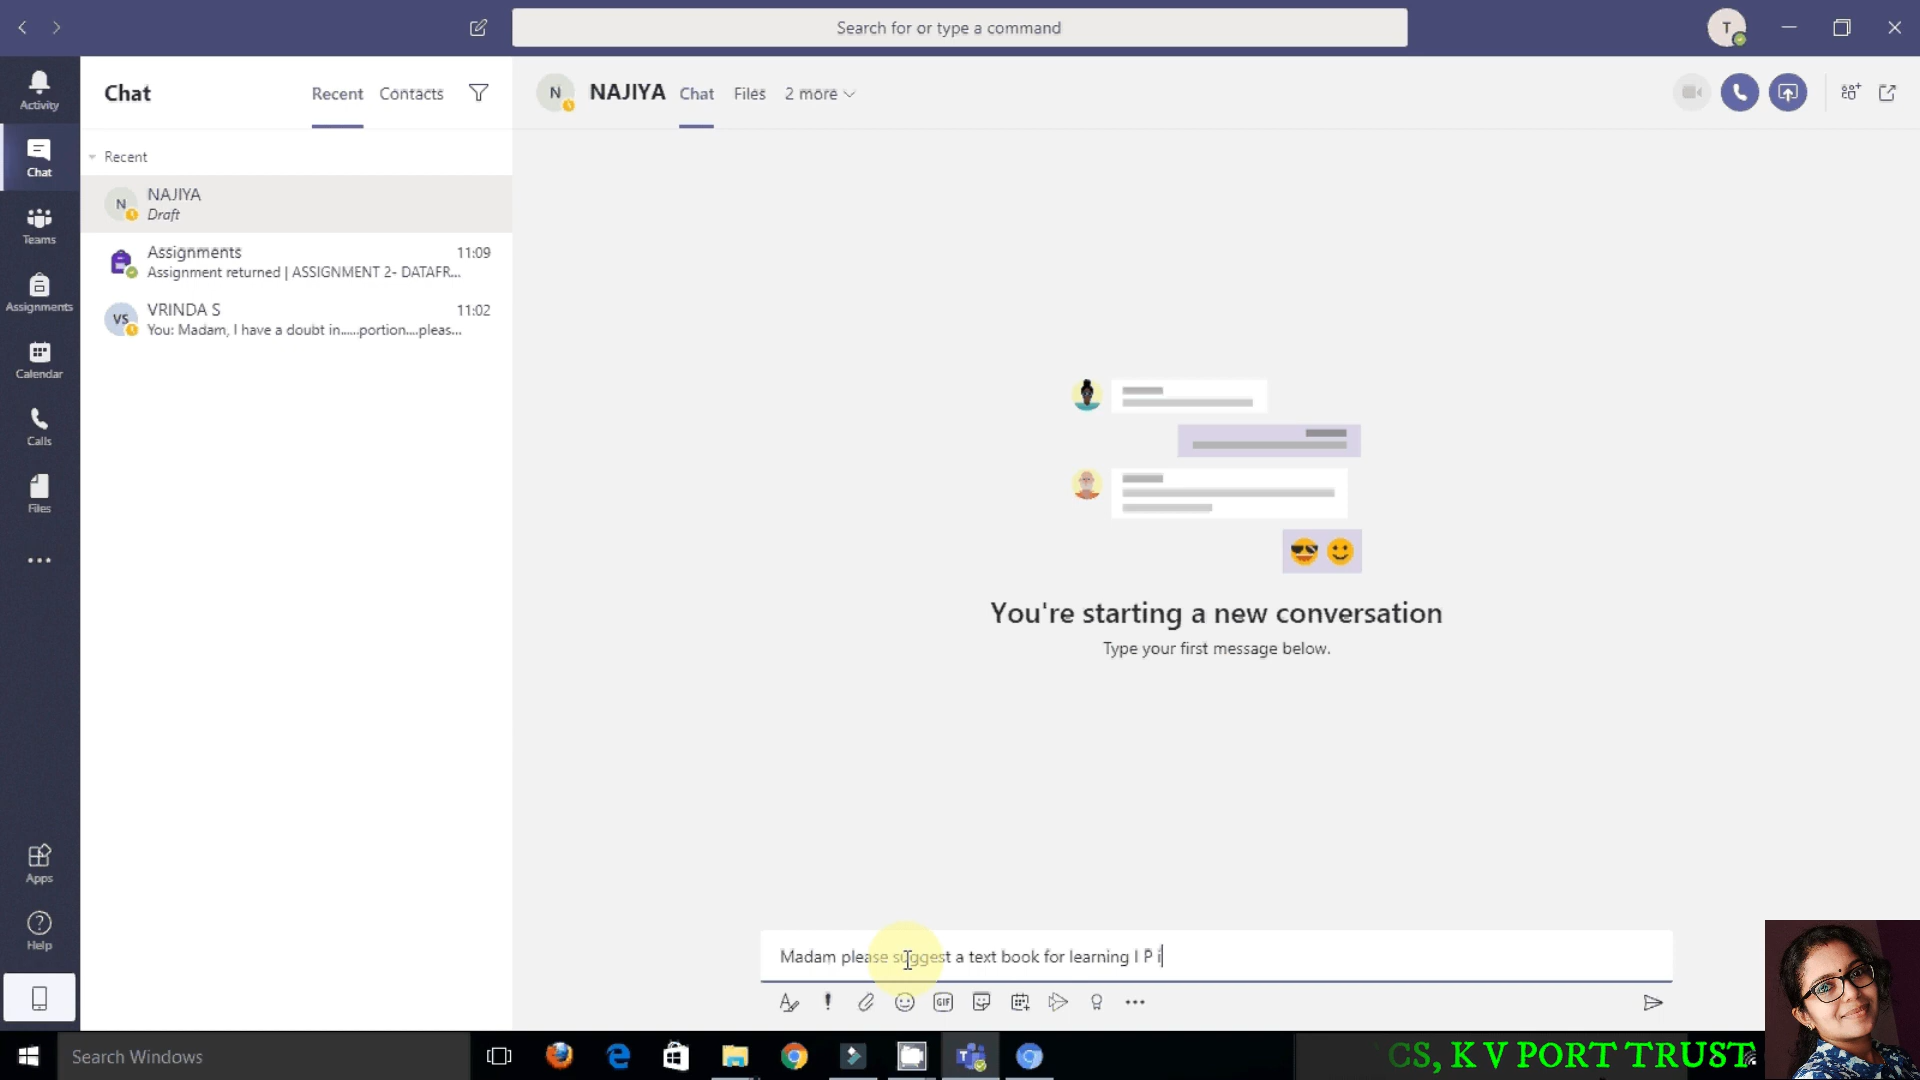 Search for or type a command
T
Activity
Chat
Teams
Assignments
Calendar
Calls
Files
Apps
Help
Chat
Recent
Contacts
Recent
N
NAJIYA
Draft
Assignments
11:09
Assignment returned | ASSIGNMENT 2- DATAFR...
VS
VRINDA S
11:02
You: Madam, I have a doubt in......portion....pleas...
N
NAJIYA
Chat
Files
2 more
You're starting a new conversation
Type your first message below.
Madam please suggest a text book for learning I P i
GIF
Search Windows
CS, K V PORT TRUST